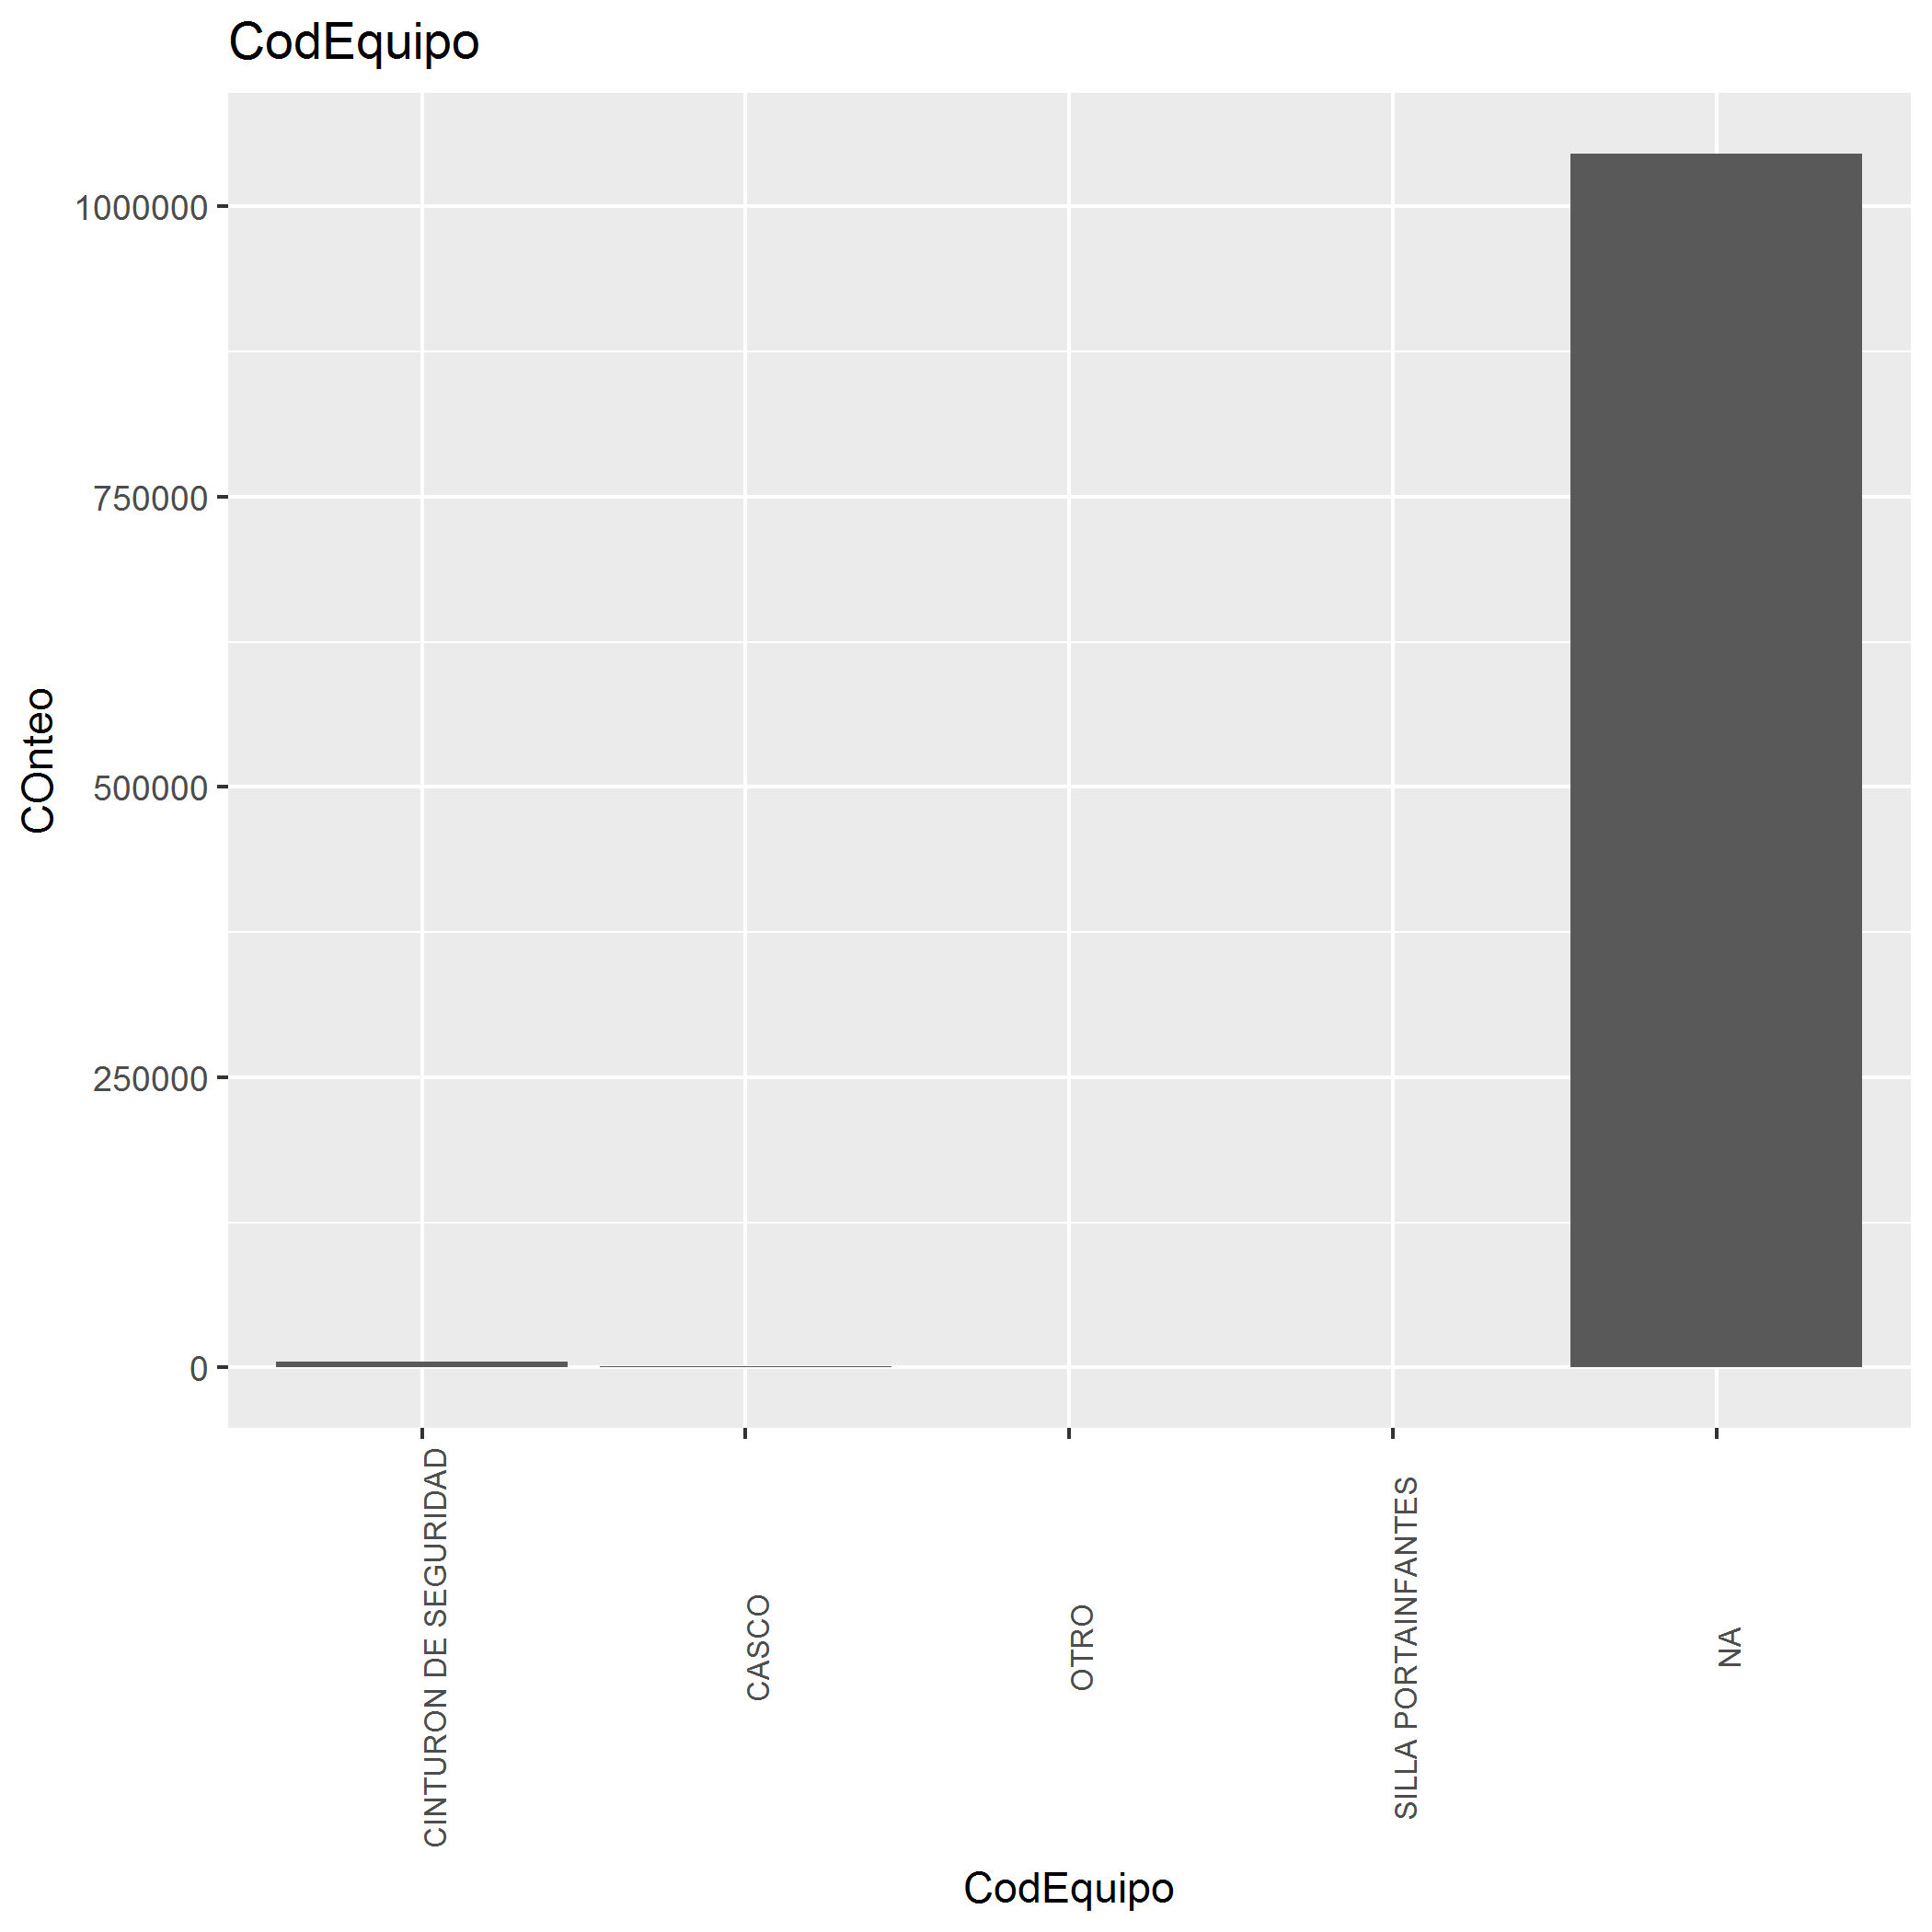 CodEquipo
COnteo
1000000
750000
500000
250000
0
CINTURON DE SEGURIDAD
CASCO
OTRO
SILLA PORTAINFANTES
NA
CodEquipo